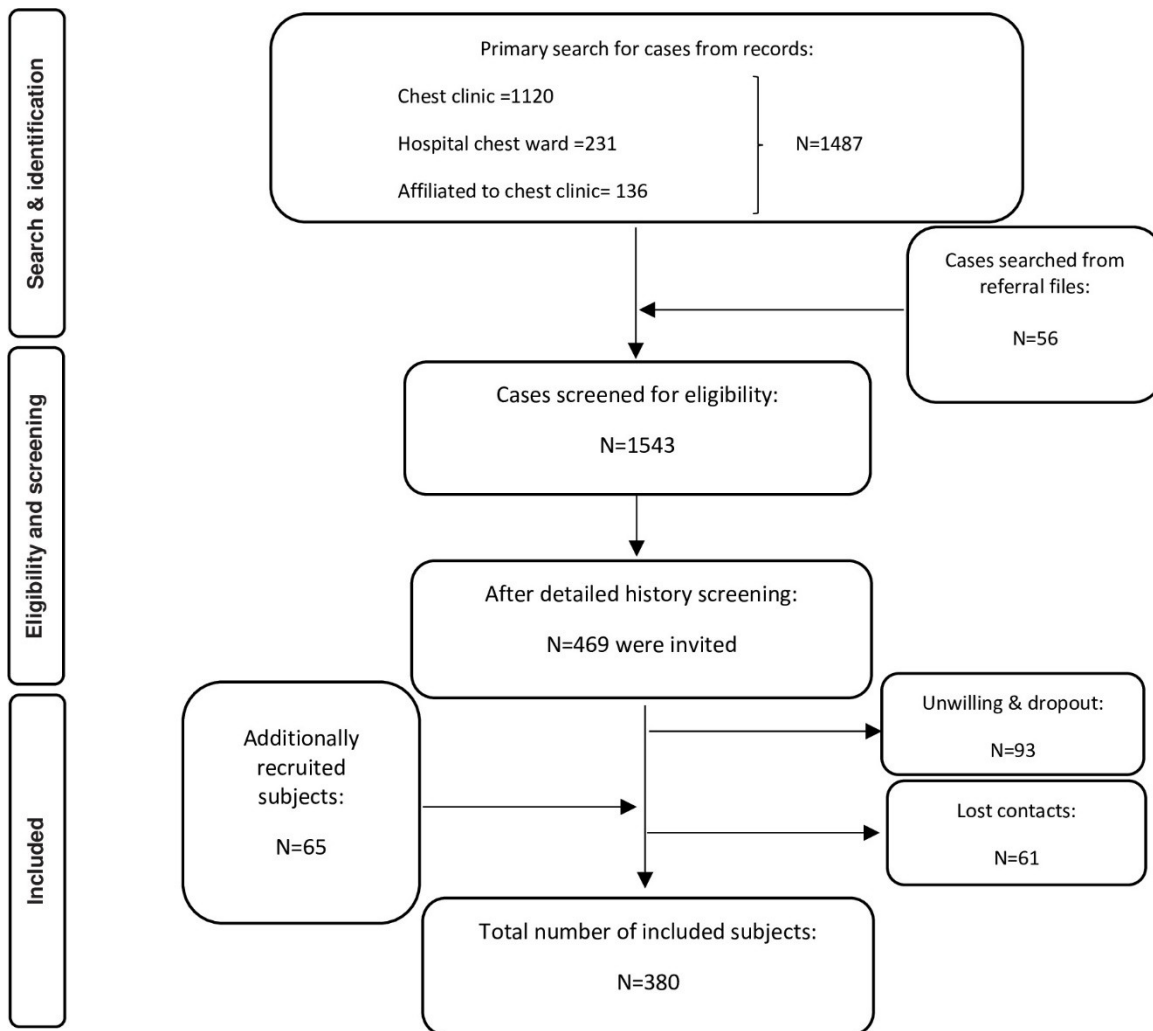 Search & identification
Primary search for cases from records:
Chest clinic =1120
Hospital chest ward =231
Affiliated to chest clinic= 136
N=1487
Cases searched from
referral files:
N=56
Eligibility and screening
Cases screened for eligibility:
N=1543
After detailed history screening:
N=469 were invited
Included
Additionally
recruited
subjects:
N=65
Unwilling & dropout:
N=93
Lost contacts:
N=61
Total number of included subjects:
N=380